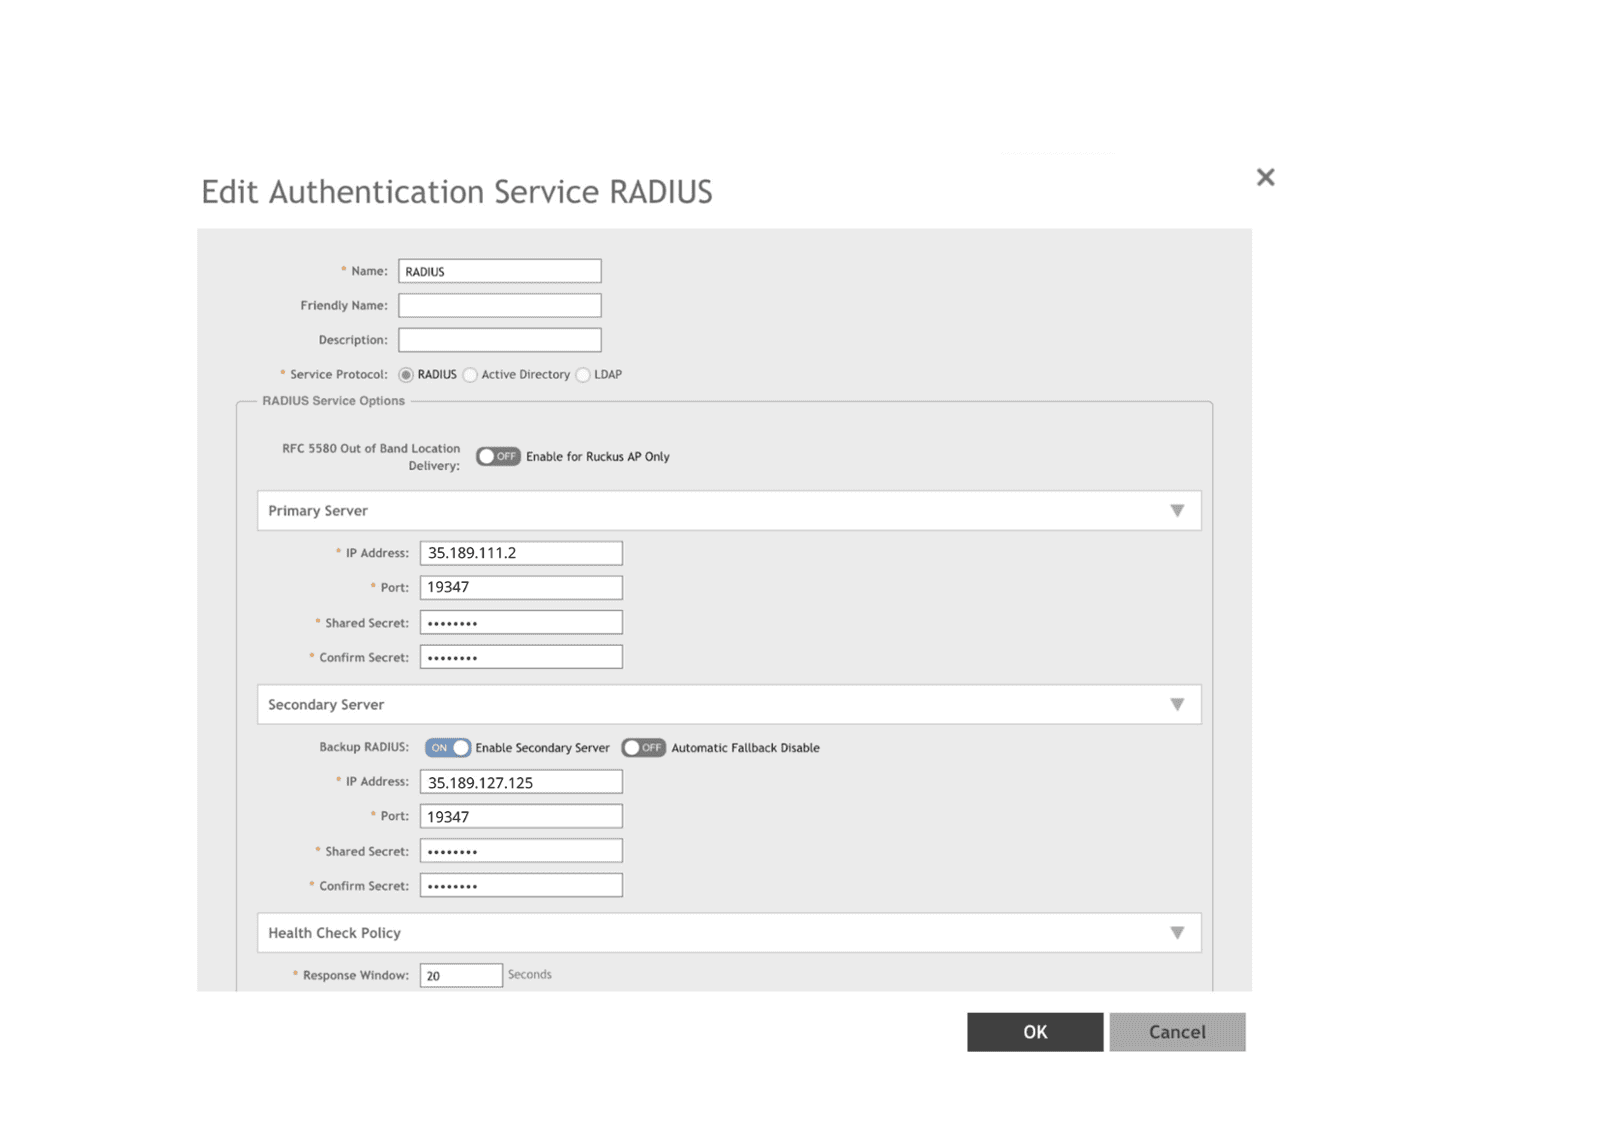 Edit Authentication Service RADIUS
* Name: RADIUS
Friendly Name:
Description:
* Service Protocol: RADIUS Active Directory LDAP
RADIUS Service Options
RFC 5580 Out of Band Location
Delivery: OFF Enable for Ruckus AP Only
Primary Server
* IP Address: 35.189.111.2
* Port: 19347
* Shared Secret: ••••••••
* Confirm Secret: ••••••••
Secondary Server
Backup RADIUS: ON Enable Secondary Server OFF Automatic Fallback Disable
* IP Address: 35.189.127.125
* Port: 19347
* Shared Secret: ••••••••
* Confirm Secret: ••••••••
Health Check Policy
* Response Window: 20 Seconds
OK Cancel